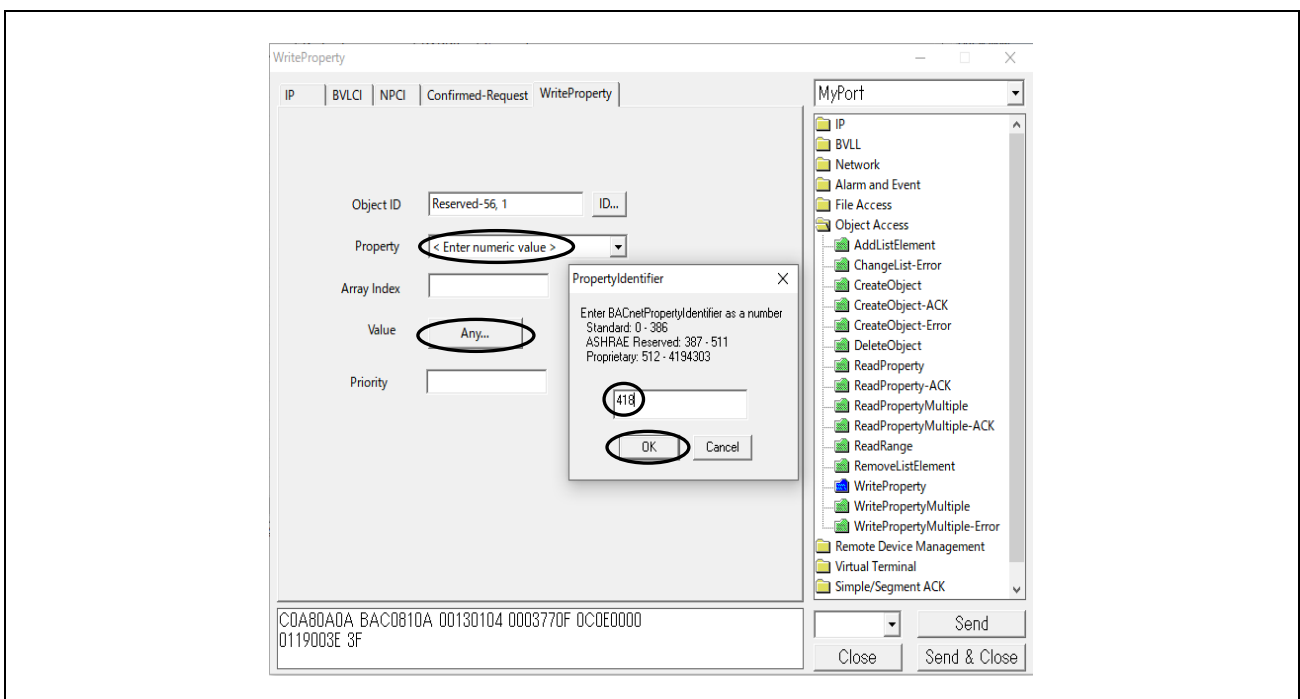 WriteProperty
IP BVLCI NPCI Confirmed-Request WriteProperty
Object ID Reserved-56, 1 ID...
Property < Enter numeric value >
Array Index
Value Any...
Priority
PropertyIdentifier
Enter BACnetPropertyIdentifier as a number
Standard: 0 - 386
ASHRAE Reserved: 387 - 511
Proprietary: 512 - 4194303
418
OK Cancel
MyPort
IP
BVLL
Network
Alarm and Event
File Access
Object Access
AddListElement
ChangeList-Error
CreateObject
CreateObject-ACK
CreateObject-Error
DeleteObject
ReadProperty
ReadProperty-ACK
ReadPropertyMultiple
ReadPropertyMultiple-ACK
ReadRange
RemoveListElement
WriteProperty
WritePropertyMultiple
WritePropertyMultiple-Error
Remote Device Management
Virtual Terminal
Simple/Segment ACK
C0A80A0A BAC0810A 00130104 0003770F 0C0E0000
0119003E 3F
Send
Close Send & Close